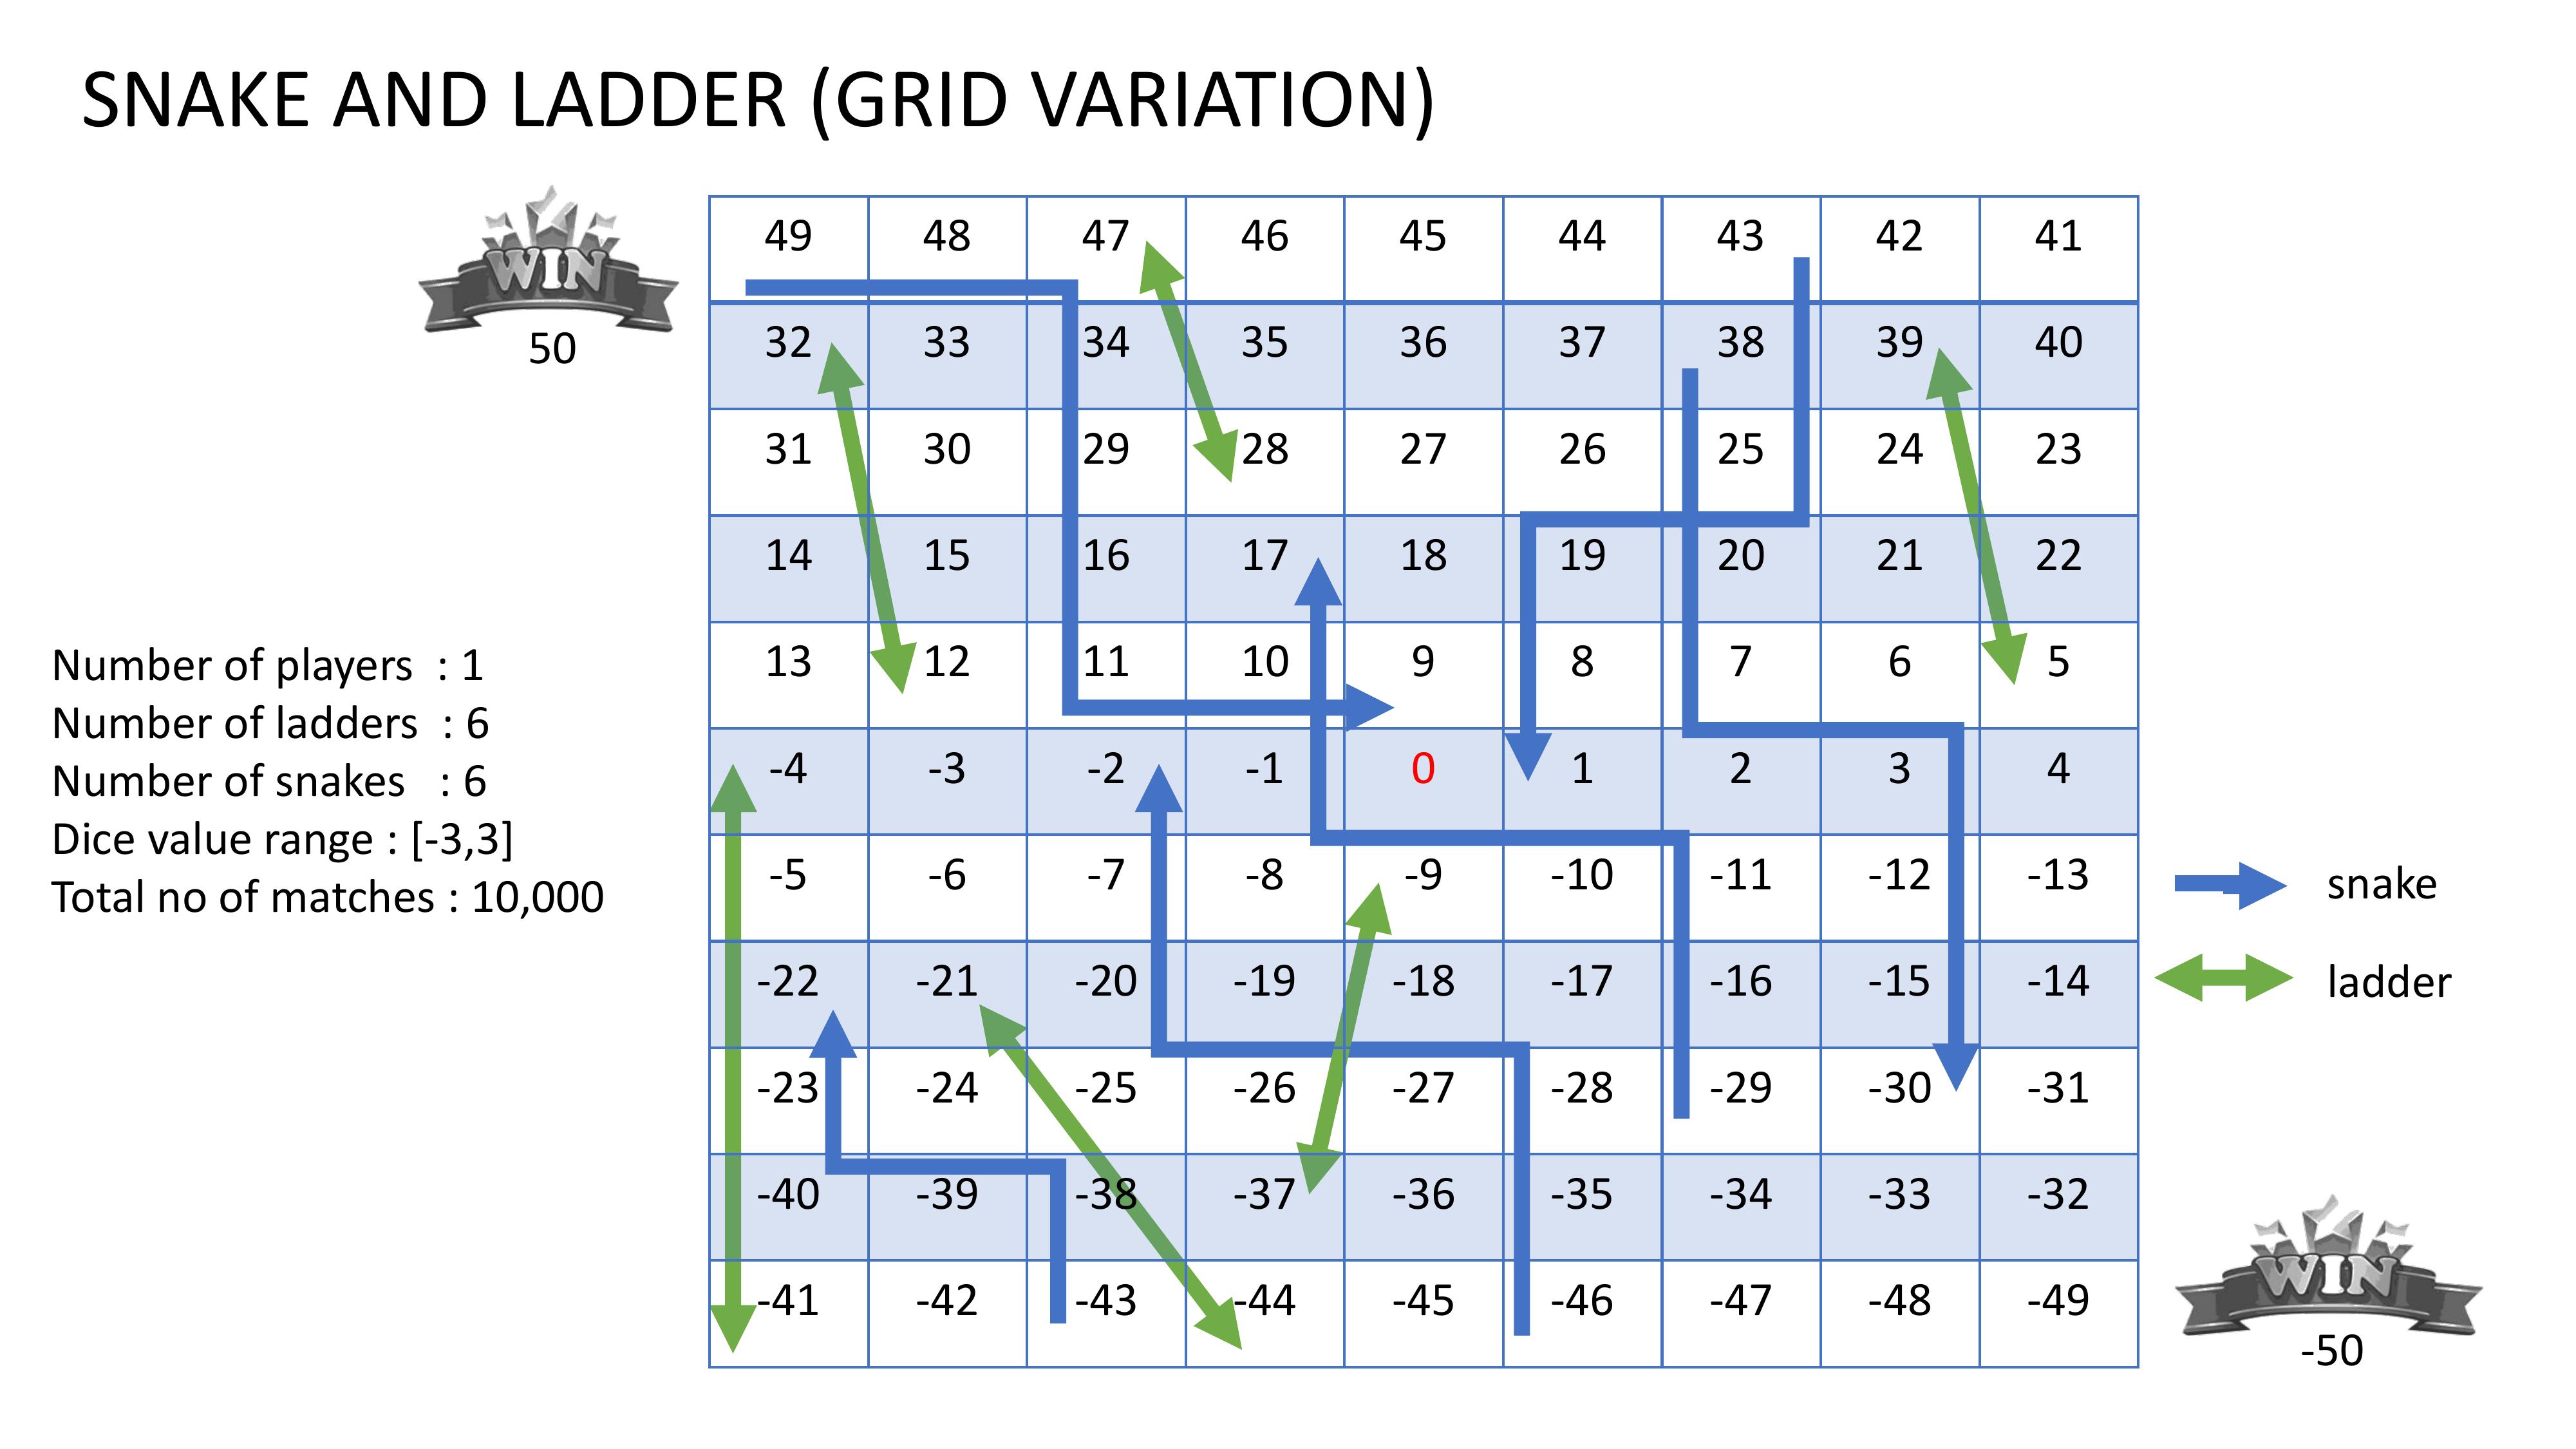 SNAKE AND LADDER (GRID VARIATION)
WIN
50
49 48 47 46 45 44 43 42 41
32 33 34 35 36 37 38 39 40
31 30 29 28 27 26 25 24 23
14 15 16 17 18 19 20 21 22
13 12 11 10 9 8 7 6 5
-4 -3 -2 -1 0 1 2 3 4
-5 -6 -7 -8 -9 -10 -11 -12 -13
-22 -21 -20 -19 -18 -17 -16 -15 -14
-23 -24 -25 -26 -27 -28 -29 -30 -31
-40 -39 -38 -37 -36 -35 -34 -33 -32
-41 -42 -43 -44 -45 -46 -47 -48 -49
Number of players : 1
Number of ladders : 6
Number of snakes : 6
Dice value range : [-3,3]
Total no of matches : 10,000
snake
ladder
WIN
-50